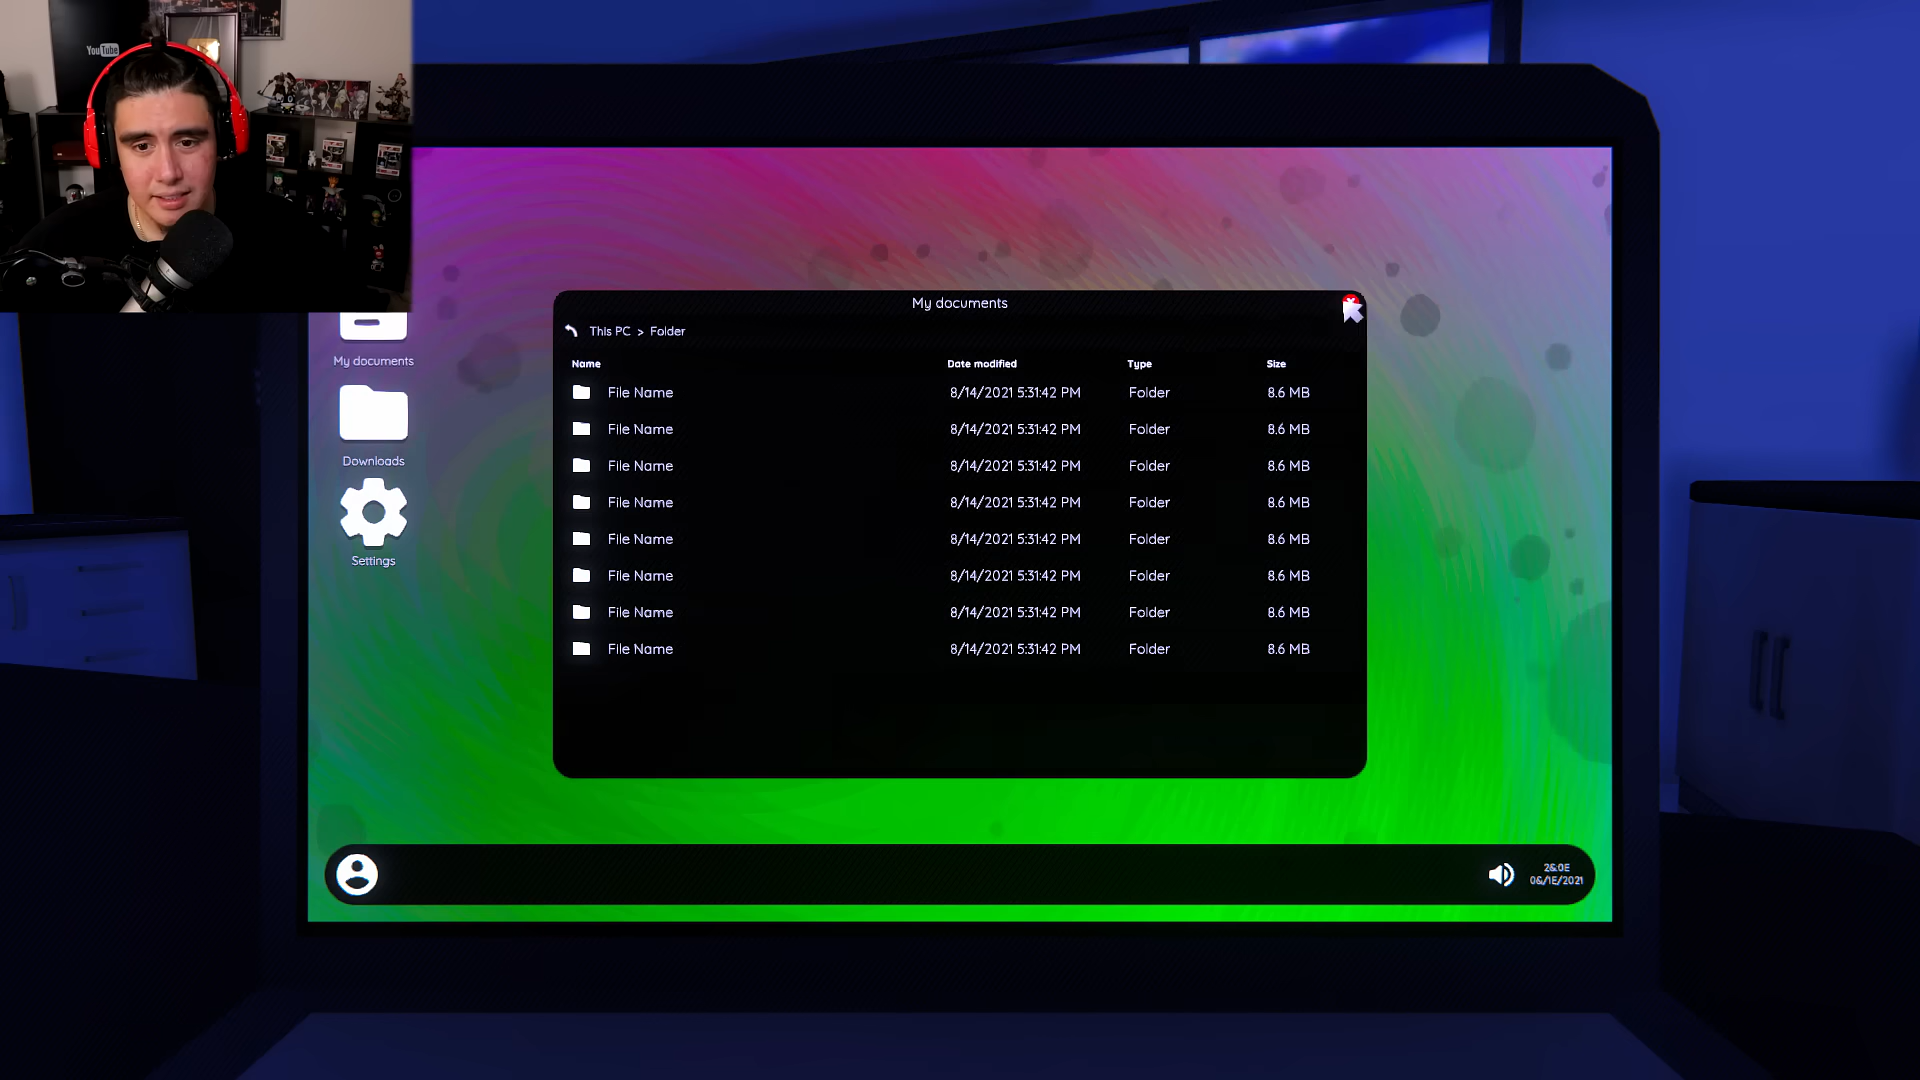 YouTube
My documents
This PC > Folder
Name Date modified Type Size
File Name 8/14/2021 5:31:42 PM Folder 8.6 MB
File Name 8/14/2021 5:31:42 PM Folder 8.6 MB
File Name 8/14/2021 5:31:42 PM Folder 8.6 MB
File Name 8/14/2021 5:31:42 PM Folder 8.6 MB
File Name 8/14/2021 5:31:42 PM Folder 8.6 MB
File Name 8/14/2021 5:31:42 PM Folder 8.6 MB
File Name 8/14/2021 5:31:42 PM Folder 8.6 MB
File Name 8/14/2021 5:31:42 PM Folder 8.6 MB
My documents
Downloads
Settings
2&:0E
0&/1E/2021